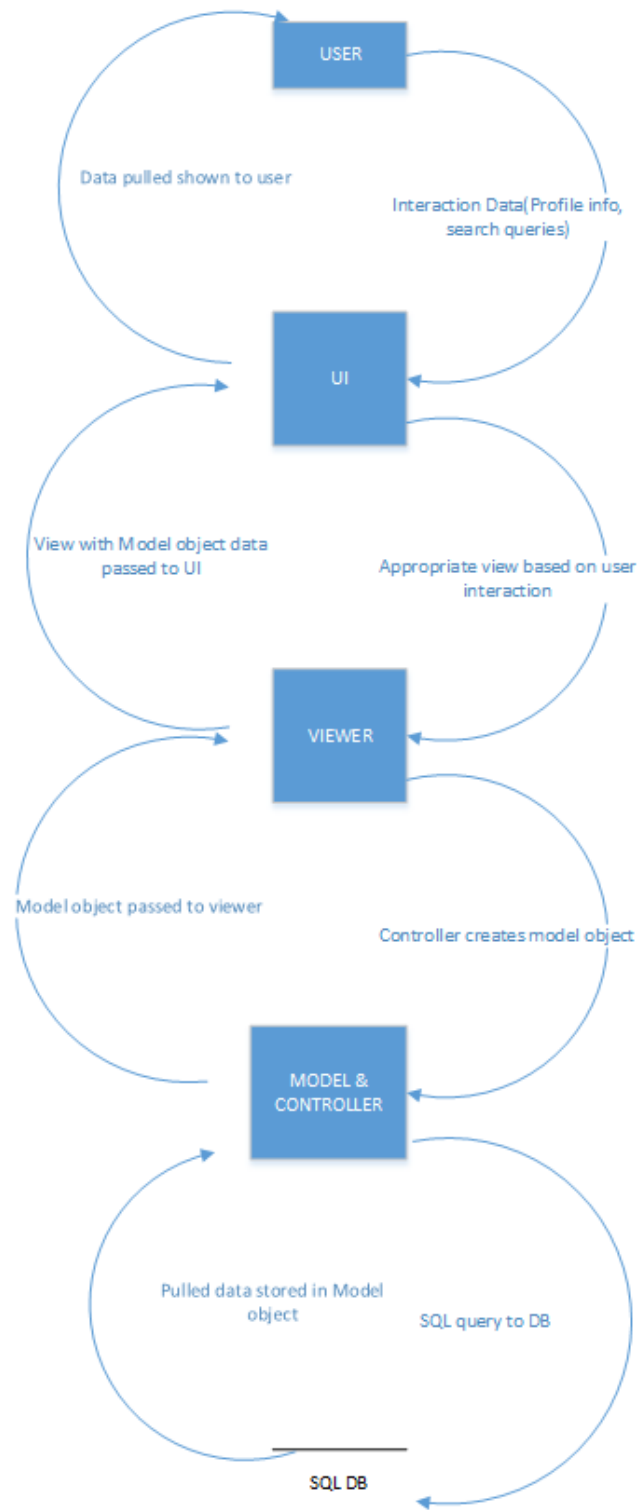 USER
Data pulled shown to user
Interaction Data(Profile info,
search queries)
UI
View with Model object data
passed to UI
Appropriate view based on user
interaction
VIEWER
Model object passed to viewer
Controller creates model object
MODEL &
CONTROLLER
Pulled data stored in Model
object
SQL query to DB
SQL DB